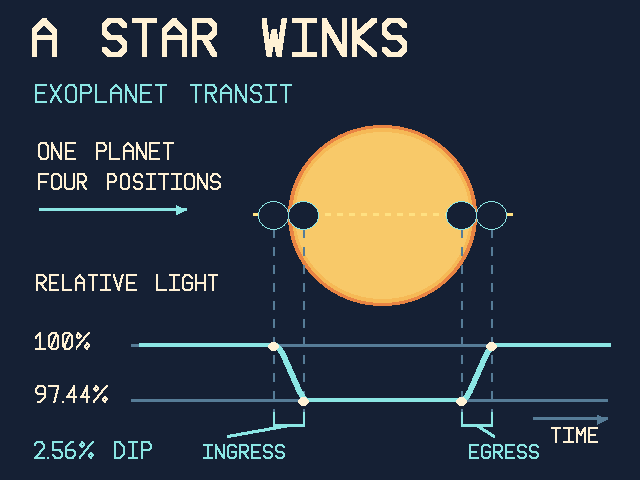 A STAR WINKS
EXOPLANET TRANSIT
ONE PLANET
FOUR POSITIONS
RELATIVE LIGHT
100%
97.44%
TIME
2.56% DIP
INGRESS
EGRESS